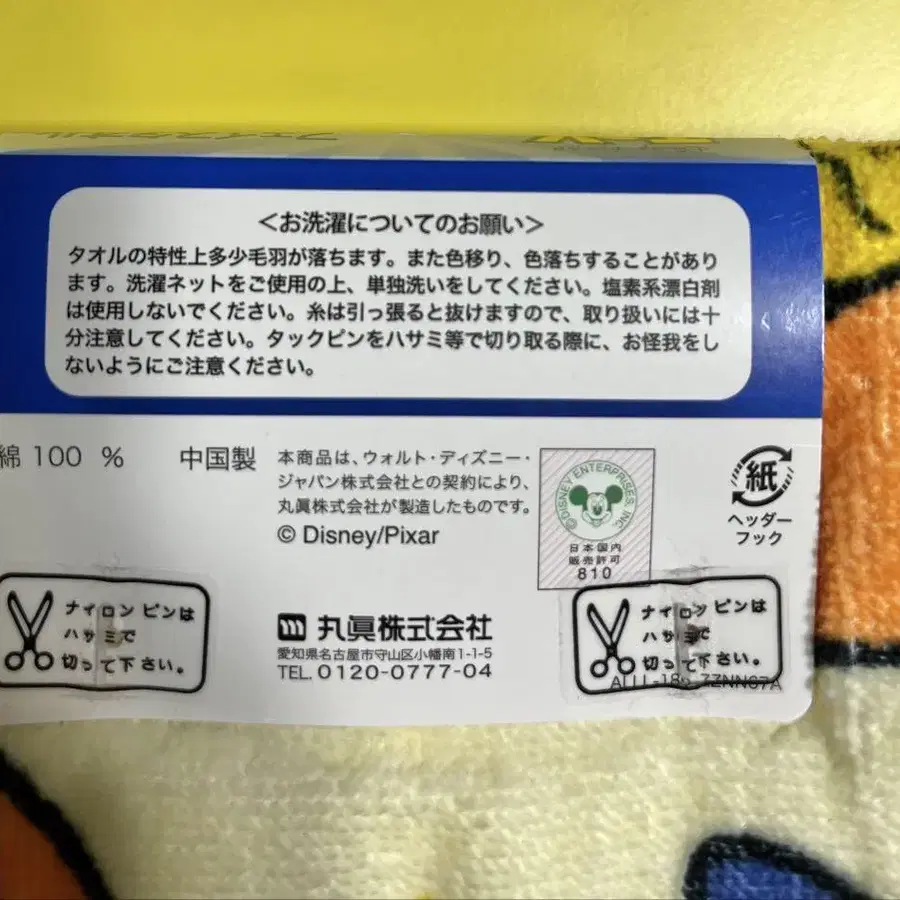 フェイスタオル
<お洗濯についてのお願い>
タオルの特性上多少毛羽が落ちます。また色移り、色落ちすることがあり
ます。洗濯ネットをご使用の上、単独洗いをしてください。塩素系漂白剤
は使用しないでください。糸は引っ張ると抜けますので、取り扱いには十
分注意してください。タックピンをハサミ等で切り取る際に、お怪我をし
ないようにご注意ください。
綿 100 %
中国製
本商品は、ウォルト・ディズニー・
ジャパン株式会社との契約により、
丸眞株式会社が製造したものです。
© Disney/Pixar
©DISNEY ENTERPRISES, INC.
日本国内
販売許可
810
紙
ヘッダー
フック
ナイロンピンは
ハサミで
切って下さい。
丸眞株式会社
愛知県名古屋市守山区小幡南1-1-5
TEL. 0120-0777-04
ナイロンピンは
ハサミで
切って下さい。